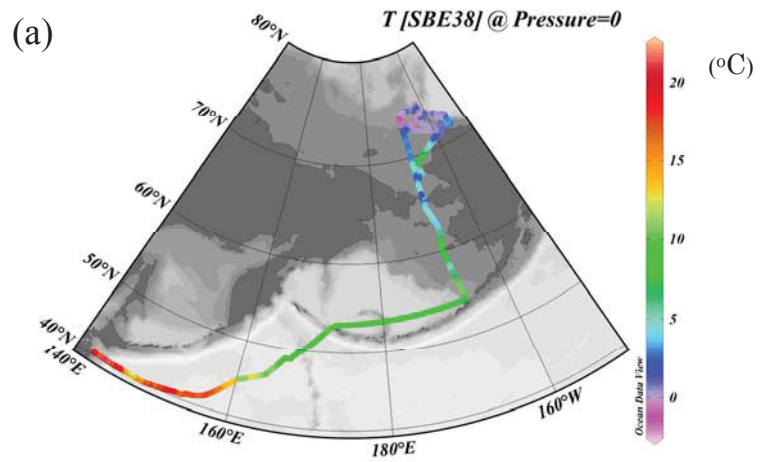 (a)
T [SBE38] @ Pressure=0
(°C)
80°N
70°N
60°N
50°N
40°N
140°E
160°E
180°E
160°W
20
15
10
5
0
Ocean Data View